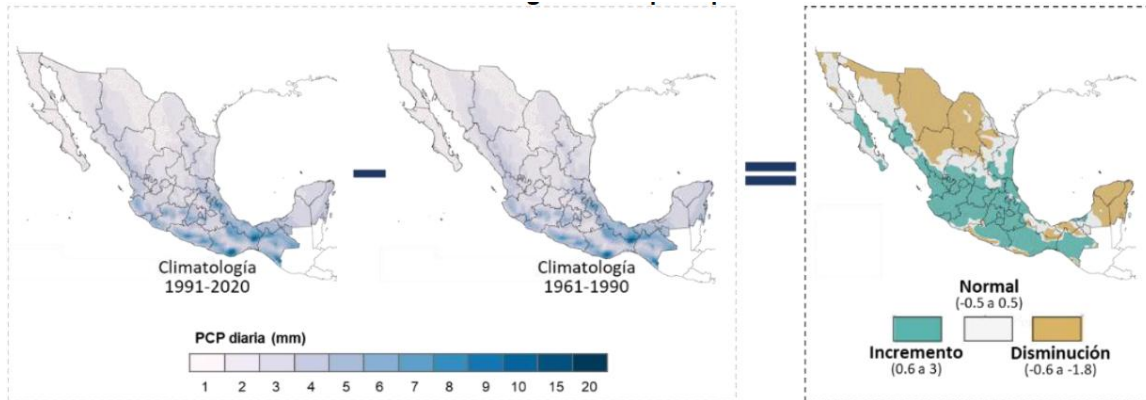 Climatología
1991-2020
Climatología
1961-1990
PCP diaria (mm)
1 2 3 4 5 6 7 8 9 10 15 20
Normal
(-0.5 a 0.5)
Incremento
(0.6 a 3)
Disminución
(-0.6 a -1.8)